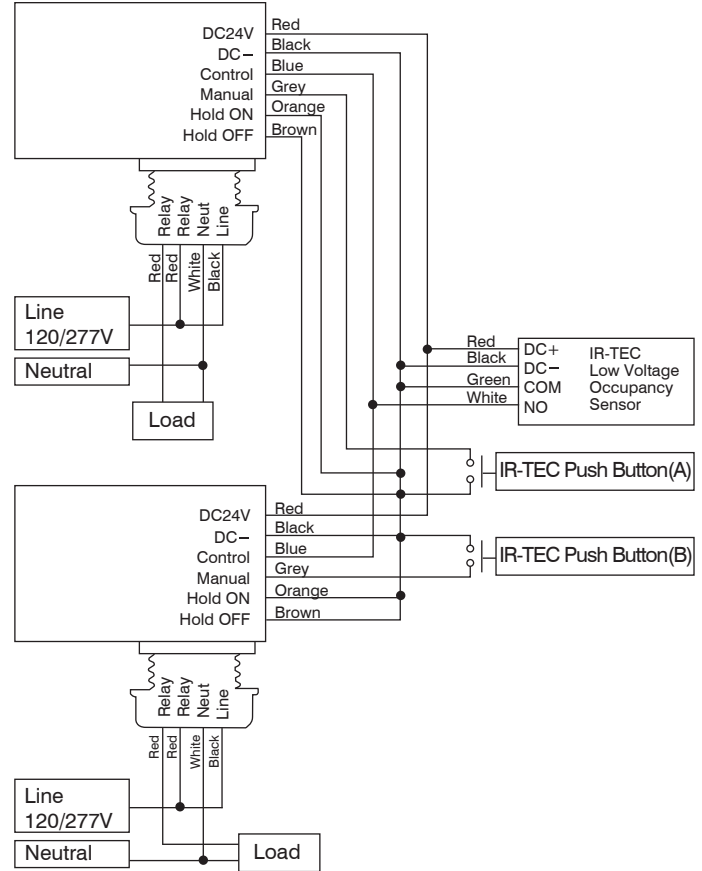 DC24V Red
DC− Black
Control Blue
Manual Grey
Hold ON Orange
Hold OFF Brown
Relay
Relay
Neut
Line
Red
Red
White
Black
Line
120/277V
Neutral
Load
Red DC+ IR-TEC
Black DC− Low Voltage
Green COM Occupancy
White NO Sensor
IR-TEC Push Button(A)
DC24V Red
DC− Black
Control Blue
Manual Grey
Hold ON Orange
Hold OFF Brown
IR-TEC Push Button(B)
Relay
Relay
Neut
Line
Red
Red
White
Black
Line
120/277V
Neutral
Load